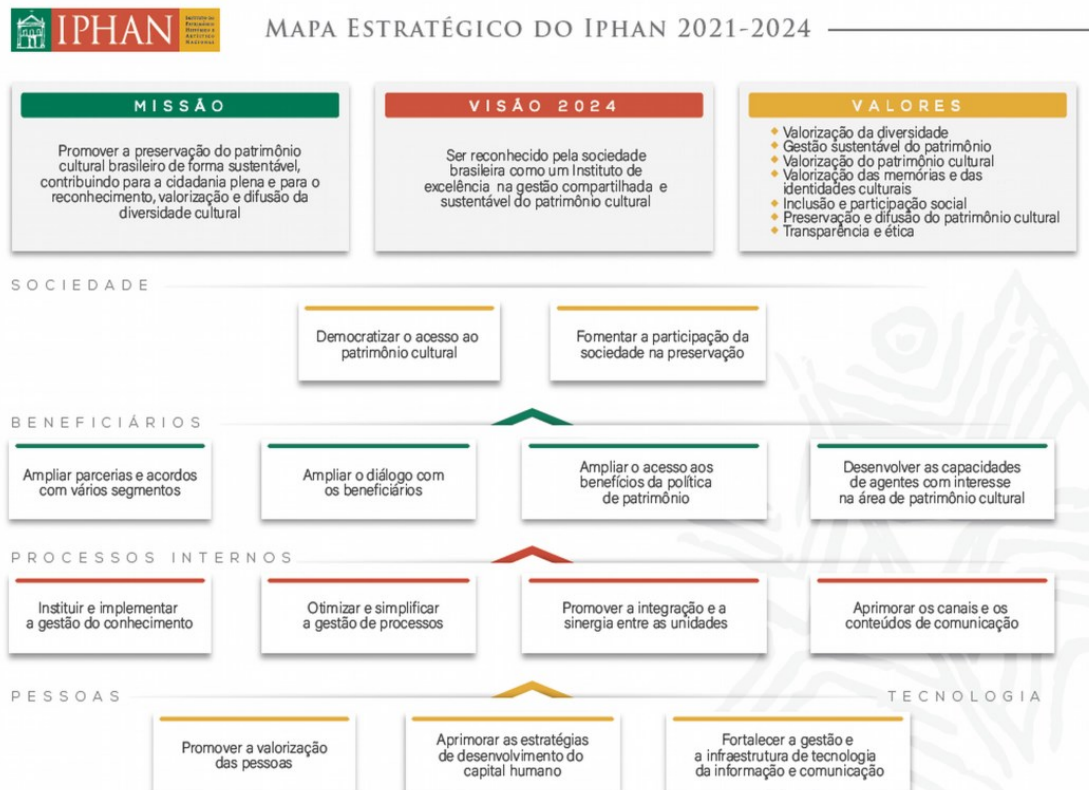 IPHAN
INSTITUTO DO
PATRIMÔNIO
HISTÓRICO E
ARTÍSTICO
NACIONAL
MAPA ESTRATÉGICO DO IPHAN 2021-2024
MISSÃO
Promover a preservação do patrimônio
cultural brasileiro de forma sustentável,
contribuindo para a cidadania plena e para o
reconhecimento, valorização e difusão da
diversidade cultural
VISÃO 2024
Ser reconhecido pela sociedade
brasileira como um Instituto de
excelência na gestão compartilhada e
sustentável do patrimônio cultural
VALORES
Valorização da diversidade
Gestão sustentável do patrimônio
Valorização do patrimônio cultural
Valorização das memórias e das
identidades culturais
Inclusão e participação social
Preservação e difusão do patrimônio cultural
Transparência e ética
SOCIEDADE
Democratizar o acesso ao
patrimônio cultural
Fomentar a participação da
sociedade na preservação
BENEFICIÁRIOS
Ampliar parcerias e acordos
com vários segmentos
Ampliar o diálogo com
os beneficiários
Ampliar o acesso aos
benefícios da política
de patrimônio
Desenvolver as capacidades
de agentes com interesse
na área de patrimônio cultural
PROCESSOS INTERNOS
Instituir e implementar
a gestão do conhecimento
Otimizar e simplificar
a gestão de processos
Promover a integração e a
sinergia entre as unidades
Aprimorar os canais e os
conteúdos de comunicação
PESSOAS
TECNOLOGIA
Promover a valorização
das pessoas
Aprimorar as estratégias
de desenvolvimento do
capital humano
Fortalecer a gestão e
a infraestrutura de tecnologia
da informação e comunicação